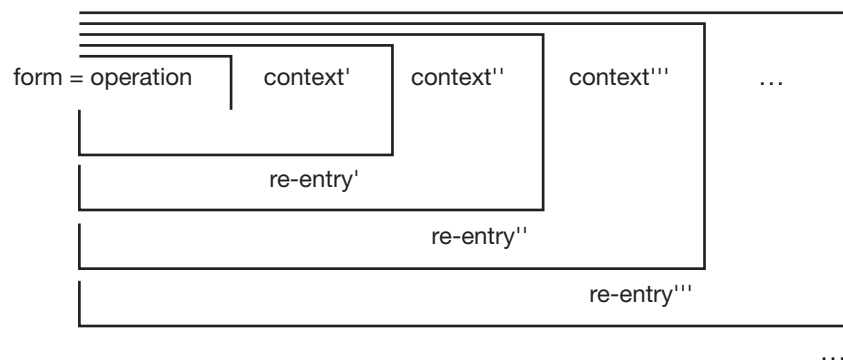 form = operation context' context'' context''' …
re-entry'
re-entry''
re-entry'''
…